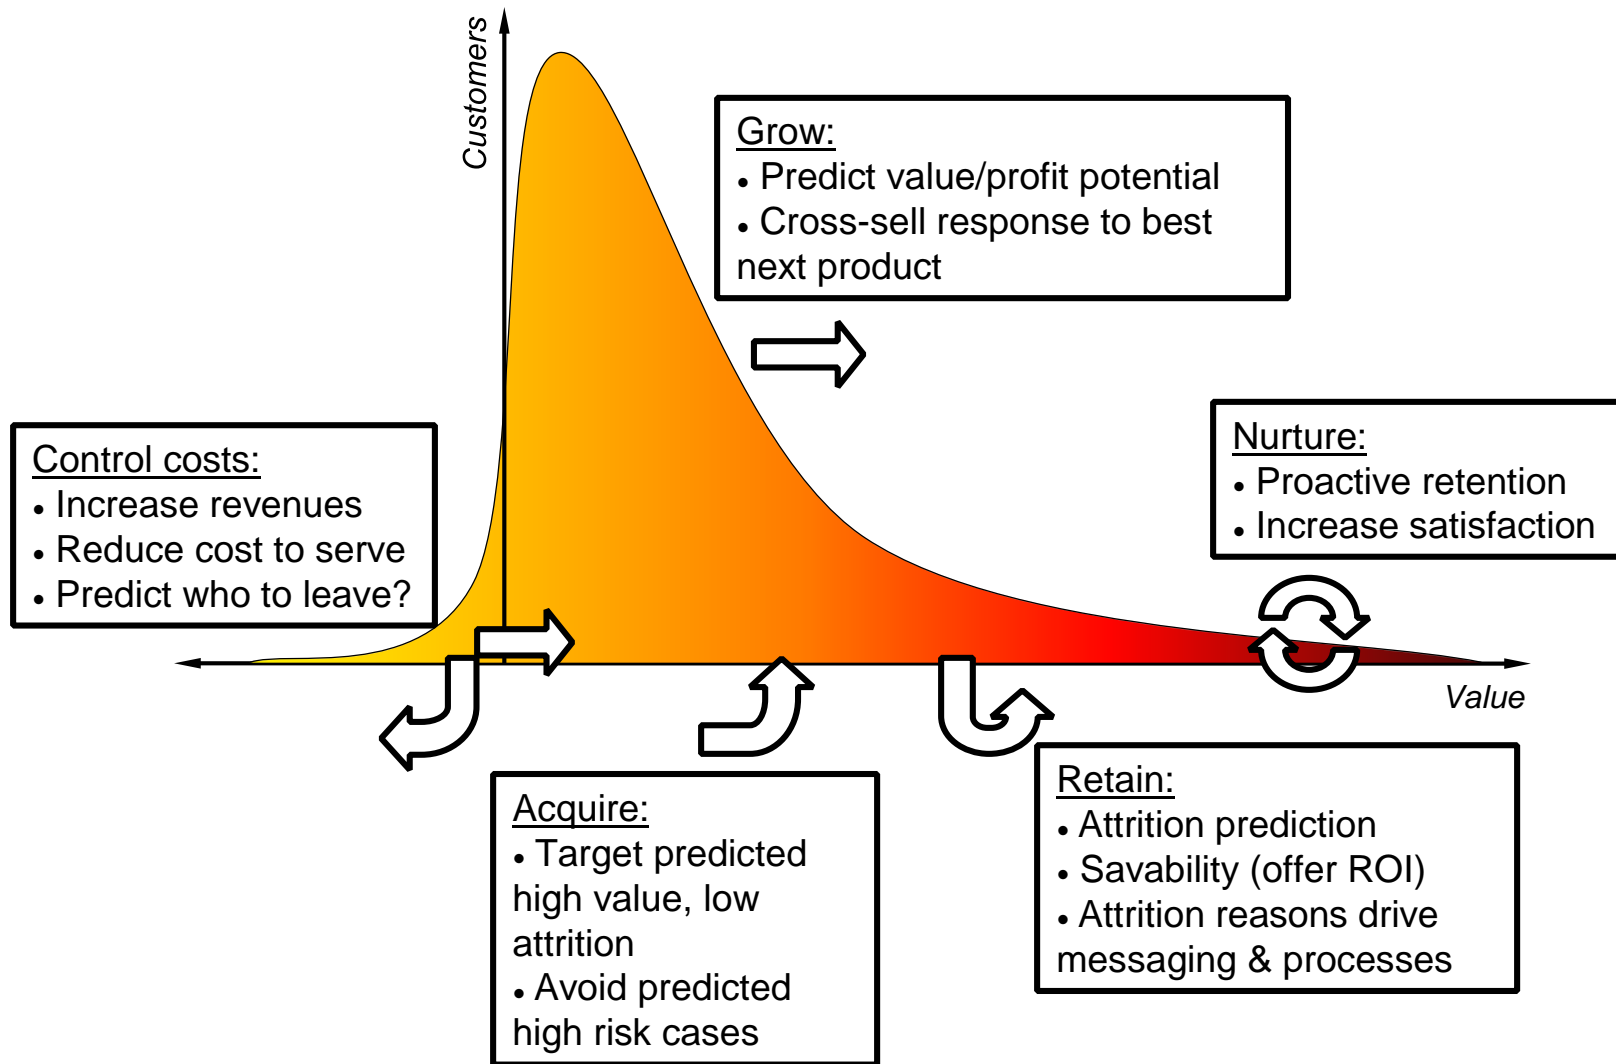 Customers
Grow:
• Predict value/profit potential
• Cross-sell response to best
next product
Control costs:
• Increase revenues
• Reduce cost to serve
• Predict who to leave?
Nurture:
• Proactive retention
• Increase satisfaction
Value
Acquire:
• Target predicted
high value, low
attrition
• Avoid predicted
high risk cases
Retain:
• Attrition prediction
• Savability (offer ROI)
• Attrition reasons drive
messaging & processes